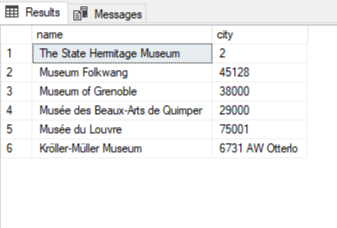 Results Messages
name city
1 The State Hermitage Museum 2
2 Museum Folkwang 45128
3 Museum of Grenoble 38000
4 Musée des Beaux-Arts de Quimper 29000
5 Musée du Louvre 75001
6 Kröller-Müller Museum 6731 AW Otterlo